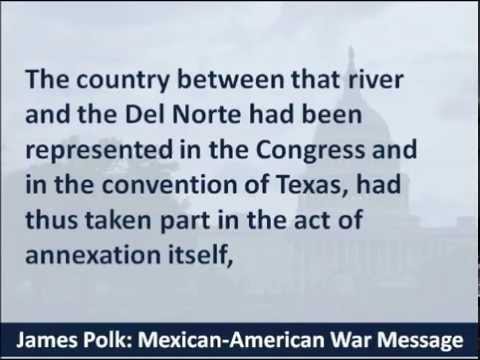 The country between that river
and the Del Norte had been
represented in the Congress and
in the convention of Texas, had
thus taken part in the act of
annexation itself,
James Polk: Mexican-American War Message